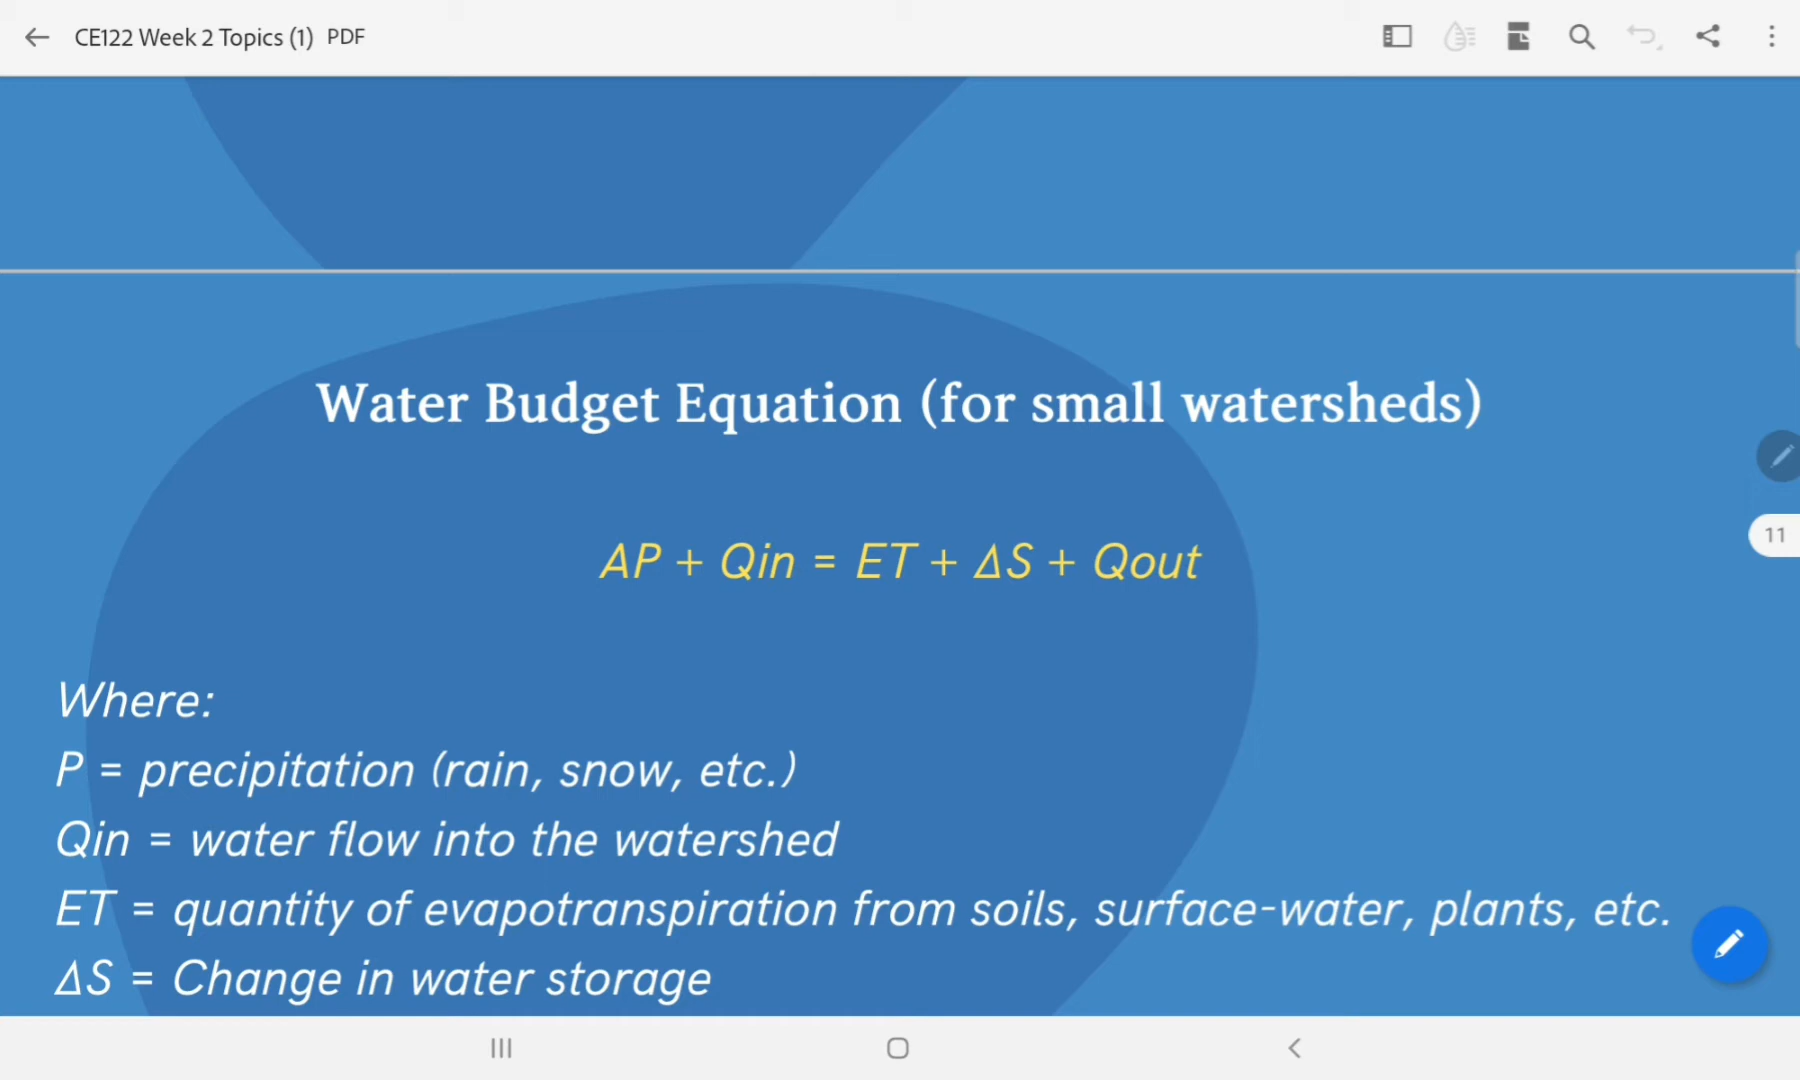 CE122 Week 2 Topics (1) PDF
Water Budget Equation (for small watersheds)
AP + Qin = ET + ΔS + Qout
11
Where:
P = precipitation (rain, snow, etc.)
Qin = water flow into the watershed
ET = quantity of evapotranspiration from soils, surface-water, plants, etc.
ΔS = Change in water storage